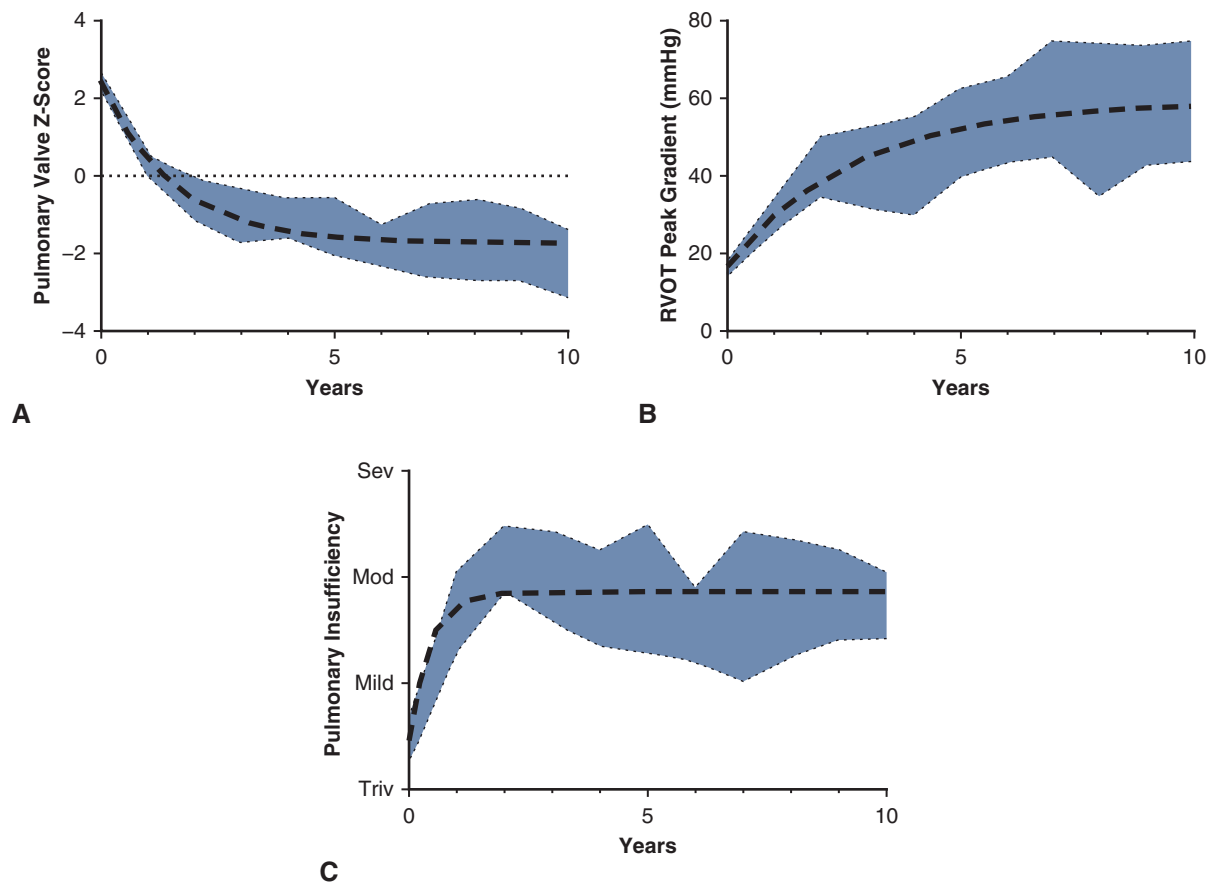 4
2
0
−2
−4
Pulmonary Valve Z-Score
0
5
10
Years
A
80
60
40
20
0
RVOT Peak Gradient (mmHg)
0
5
10
Years
B
Sev
Mod
Mild
Triv
Pulmonary Insufficiency
0
5
10
Years
C